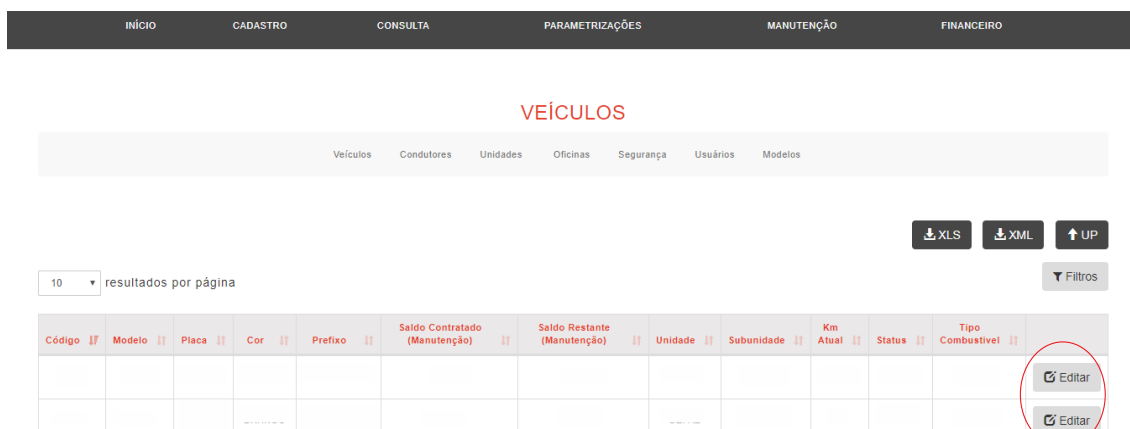 INÍCIO CADASTRO CONSULTA PARAMETRIZAÇÕES MANUTENÇÃO FINANCEIRO
VEÍCULOS
Veículos Condutores Unidades Oficinas Segurança Usuários Modelos
XLS XML UP
10 resultados por página
Filtros
Código Modelo Placa Cor Prefixo Saldo Contratado (Manutenção) Saldo Restante (Manutenção) Unidade Subunidade Km Atual Status Tipo Combustivel
Editar
Editar